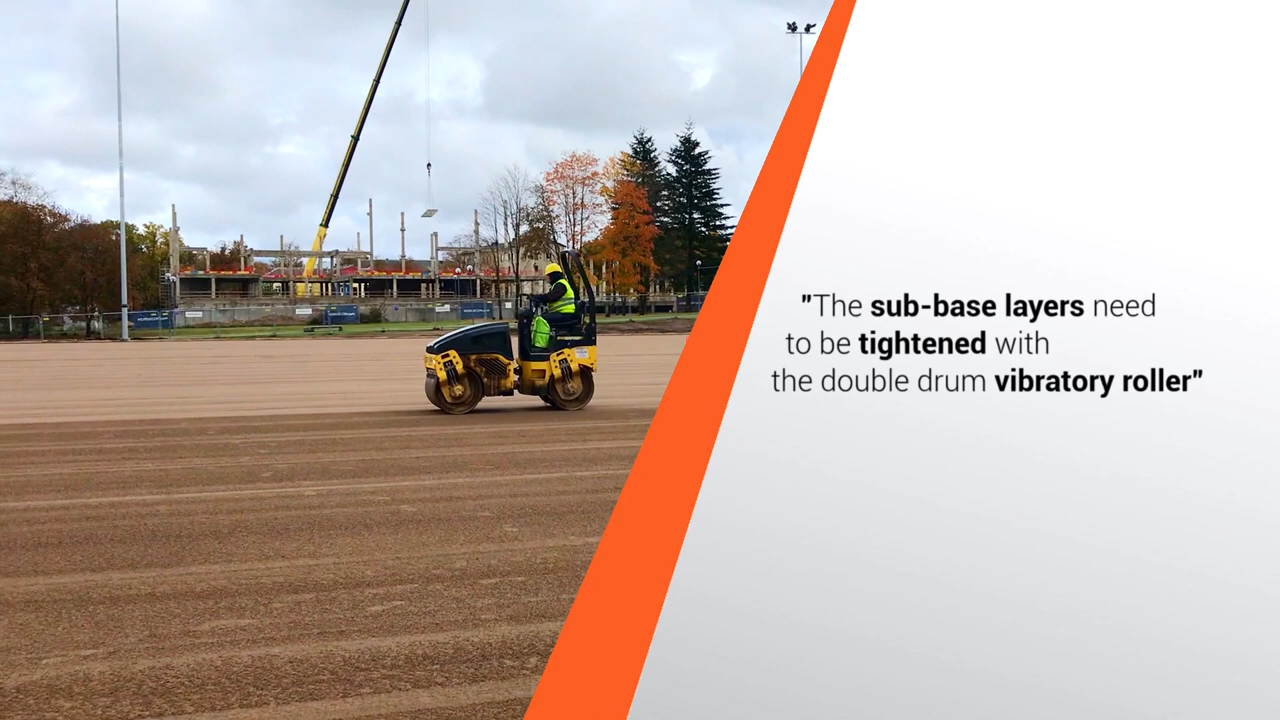 "The sub-base layers need
to be tightened with
the double drum vibratory roller"